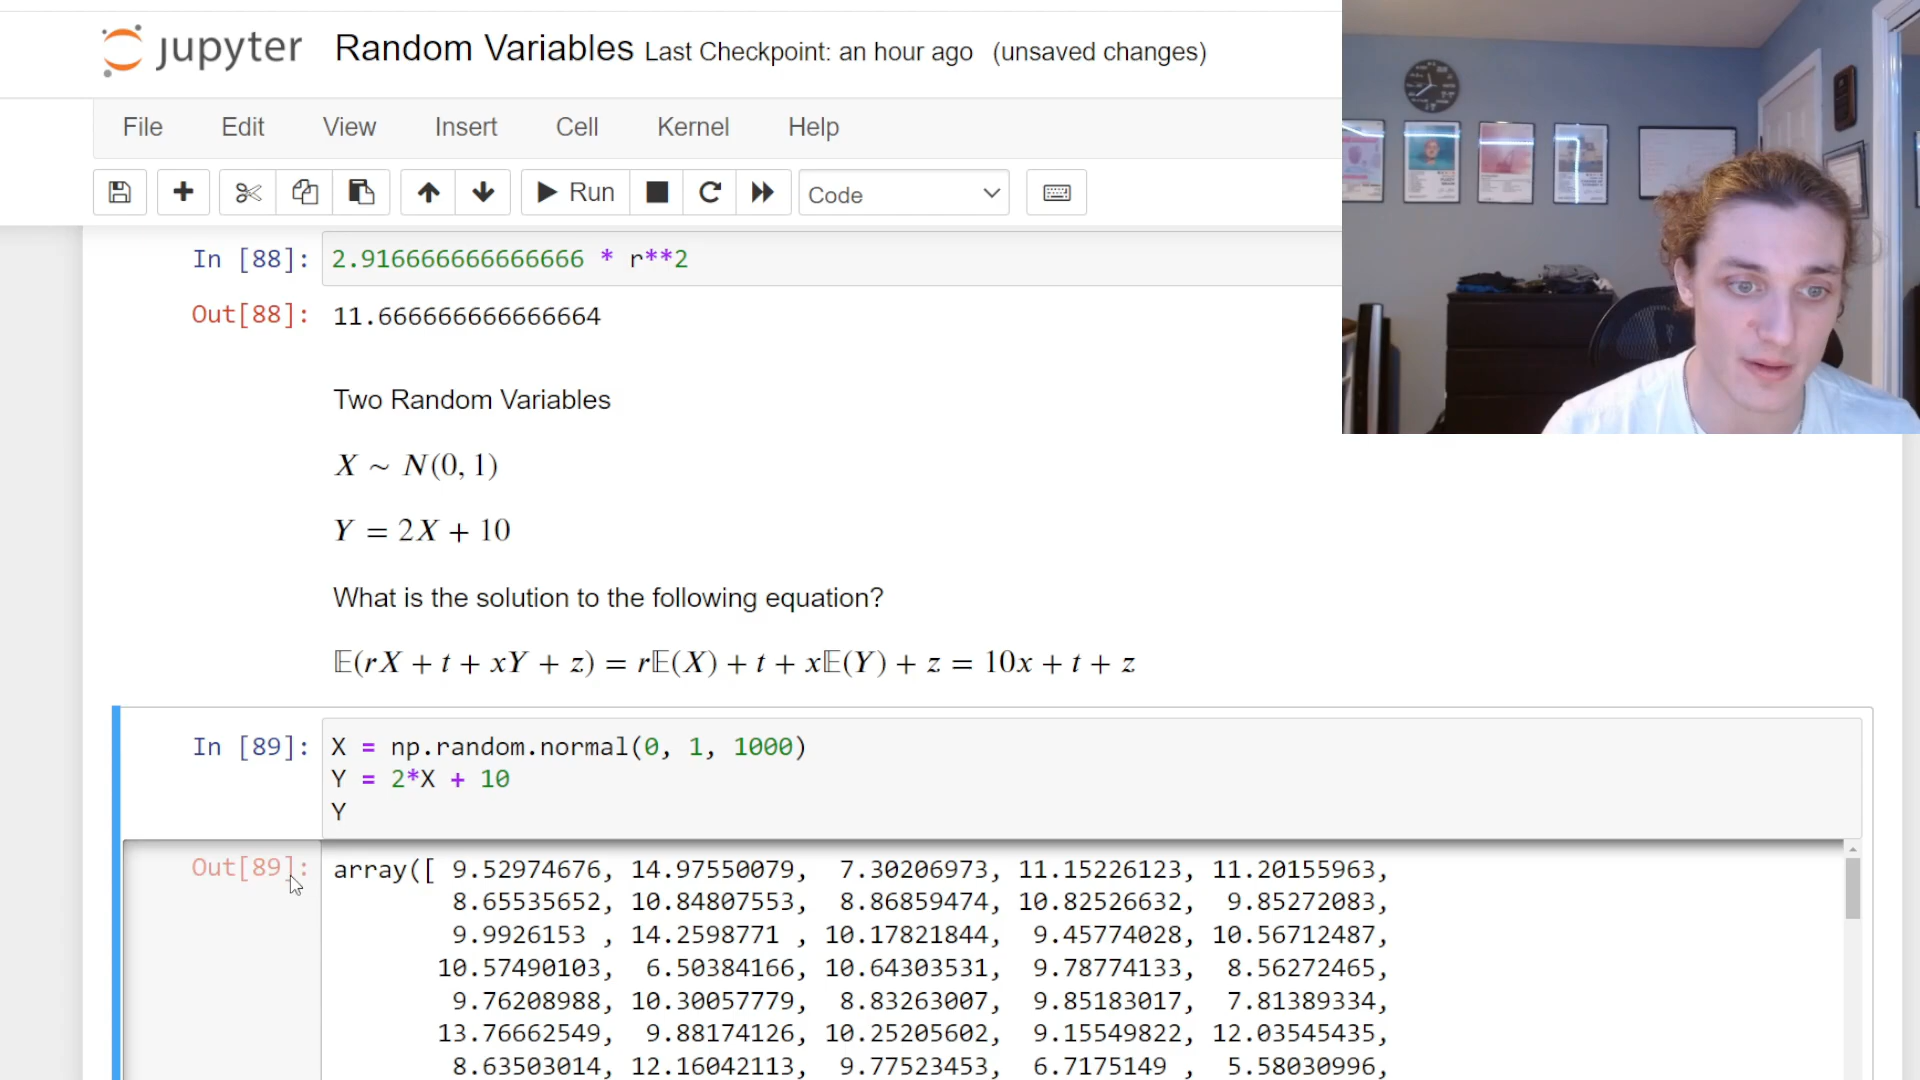 jupyter Random Variables Last Checkpoint: an hour ago (unsaved changes)
File Edit View Insert Cell Kernel Help
Run Code
In [88]: 2.916666666666666 * r**2
Out[88]: 11.666666666666664
Two Random Variables
X ∼ N(0, 1)
Y = 2X + 10
What is the solution to the following equation?
𝔼(rX + t + xY + z) = r𝔼(X) + t + x𝔼(Y) + z = 10x + t + z
In [89]: X = np.random.normal(0, 1, 1000)
Y = 2*X + 10
Y
Out[89]: array([ 9.52974676, 14.97550079, 7.30206973, 11.15226123, 11.20155963,
8.65535652, 10.84807553, 8.86859474, 10.82526632, 9.85272083,
9.9926153 , 14.2598771 , 10.17821844, 9.45774028, 10.56712487,
10.57490103, 6.50384166, 10.64303531, 9.78774133, 8.56272465,
9.76208988, 10.30057779, 8.83263007, 9.85183017, 7.81389334,
13.76662549, 9.88174126, 10.25205602, 9.15549822, 12.03545435,
8.63503014, 12.16042113, 9.77523453, 6.7175149 , 5.58030996,